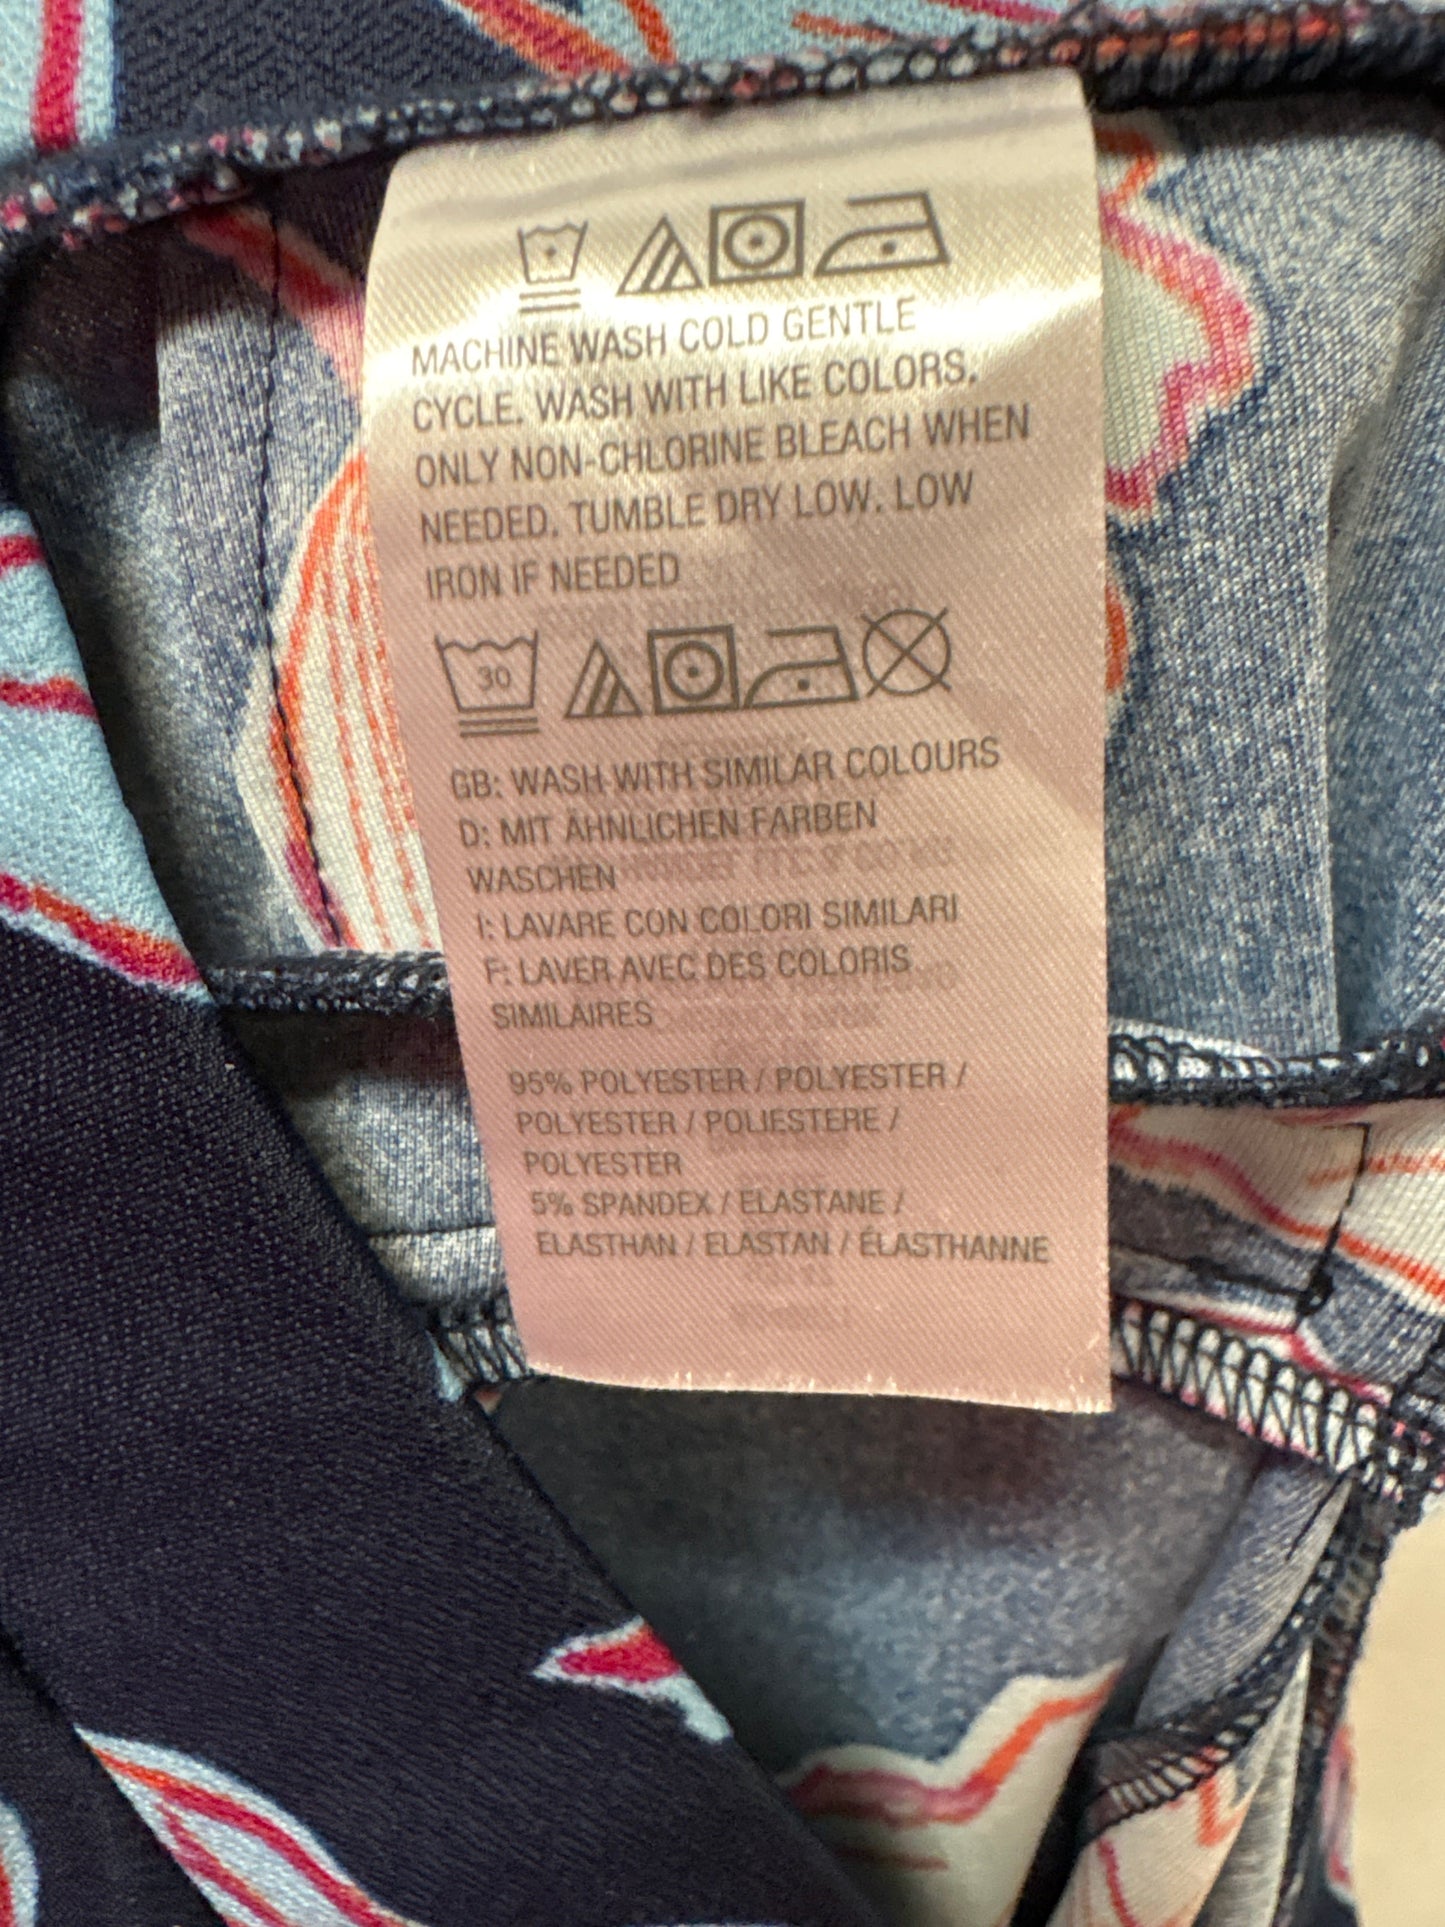 MACHINE WASH COLD GENTLE
CYCLE. WASH WITH LIKE COLORS.
ONLY NON-CHLORINE BLEACH WHEN
NEEDED. TUMBLE DRY LOW. LOW
IRON IF NEEDED
30
GB: WASH WITH SIMILAR COLOURS
D: MIT ÄHNLICHEN FARBEN
WASCHEN
I: LAVARE CON COLORI SIMILARI
F: LAVER AVEC DES COLORIS
SIMILAIRES
95% POLYESTER / POLYESTER /
POLYESTER / POLIESTERE /
POLYESTER
5% SPANDEX / ELASTANE /
ELASTHAN / ELASTAN / ÉLASTHANNE